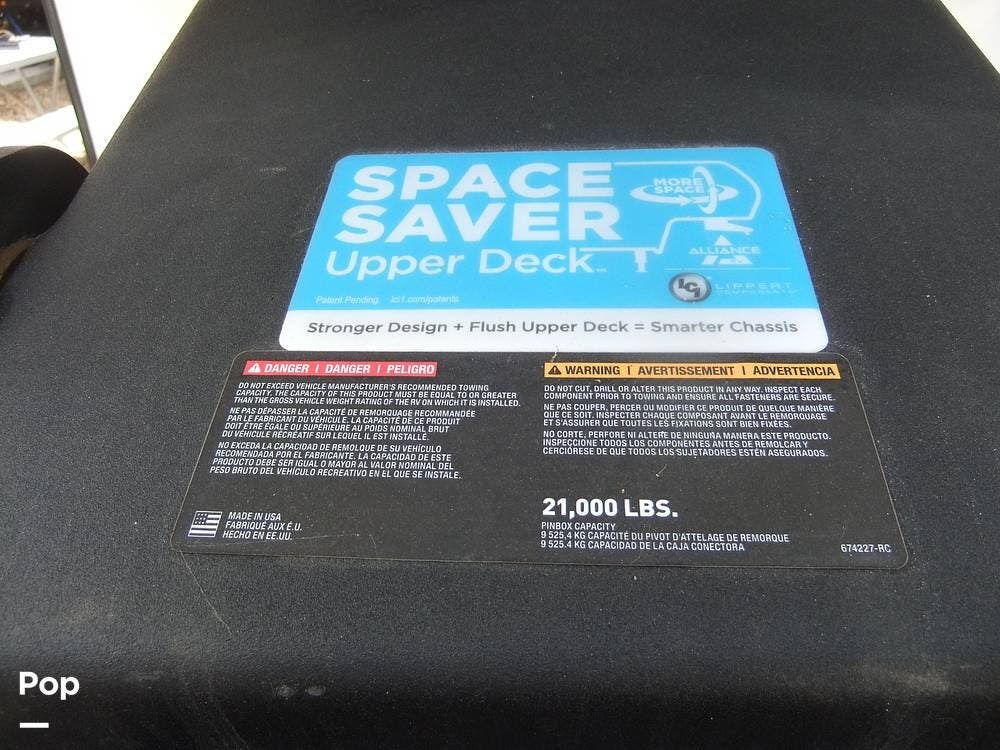 SPACE
SAVER
Upper Deck
MORE
SPACE
ALLIANCE
LCI LIPPERT
COMPONENTS
Patent Pending lci1.com/patents
Stronger Design + Flush Upper Deck = Smarter Chassis
DANGER | DANGER | PELIGRO
DO NOT EXCEED VEHICLE MANUFACTURER'S RECOMMENDED TOWING
CAPACITY. THE CAPACITY OF THIS PRODUCT MUST BE EQUAL TO OR GREATER
THAN THE GROSS VEHICLE WEIGHT RATING OF THE RV ON WHICH IT IS INSTALLED.
NE PAS DÉPASSER LA CAPACITÉ DE REMORQUAGE RECOMMANDÉE
PAR LE FABRICANT DU VÉHICULE. LA CAPACITÉ DE CE PRODUIT
DOIT ÊTRE ÉGALE OU SUPÉRIEURE AU POIDS NOMINAL BRUT
DU VÉHICULE RÉCRÉATIF SUR LEQUEL IL EST INSTALLÉ.
NO EXCEDA LA CAPACIDAD DE REMOLQUE DE SU VEHÍCULO
RECOMENDADA POR EL FABRICANTE. LA CAPACIDAD DE ESTE
PRODUCTO DEBE SER IGUAL O MAYOR AL VALOR NOMINAL DEL
PESO BRUTO DEL VEHÍCULO RECREATIVO EN EL QUE SE INSTALE.
MADE IN USA
FABRIQUÉ AUX É.U.
HECHO EN EE.UU.
WARNING | AVERTISSEMENT | ADVERTENCIA
DO NOT CUT, DRILL OR ALTER THIS PRODUCT IN ANY WAY. INSPECT EACH
COMPONENT PRIOR TO TOWING AND ENSURE ALL FASTENERS ARE SECURE.
NE PAS COUPER, PERCER OU MODIFIER CE PRODUIT DE QUELQUE MANIÈRE
QUE CE SOIT. INSPECTER CHAQUE COMPOSANT AVANT LE REMORQUAGE
ET S'ASSURER QUE TOUTES LES FIXATIONS SONT BIEN FIXÉES.
NO CORTE, PERFORE NI ALTERE DE NINGUNA MANERA ESTE PRODUCTO.
INSPECCIONE TODOS LOS COMPONENTES ANTES DE REMOLCAR Y
CERCIÓRESE DE QUE TODOS LOS SUJETADORES ESTÉN ASEGURADOS.
21,000 LBS.
PINBOX CAPACITY
9 525.4 KG CAPACITÉ DU PIVOT D'ATTELAGE DE REMORQUE
9 525.4 KG CAPACIDAD DE LA CAJA CONECTORA
674227-RC
Pop